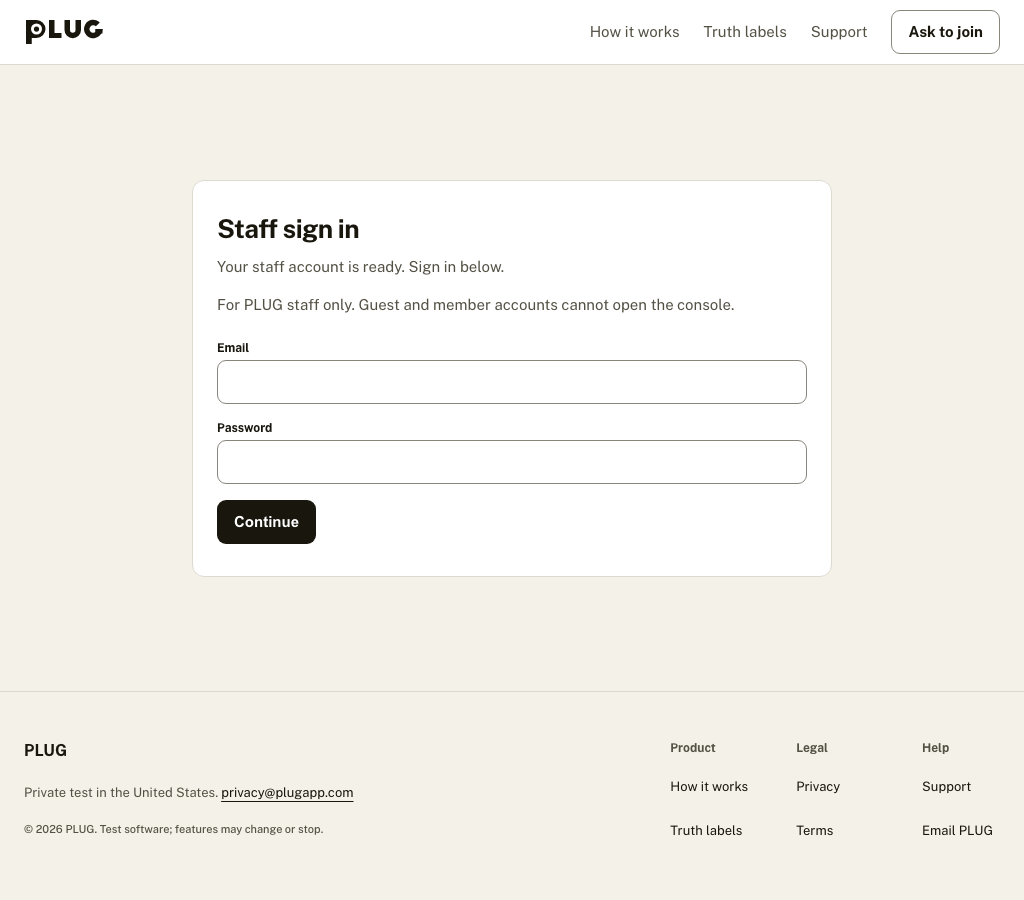 PLUG
How it works
Truth labels
Support
Ask to join
Staff sign in
Your staff account is ready. Sign in below.
For PLUG staff only. Guest and member accounts cannot open the console.
Email
Password
Continue
PLUG
Private test in the United States. privacy@plugapp.com
© 2026 PLUG. Test software; features may change or stop.
Product
How it works
Truth labels
Legal
Privacy
Terms
Help
Support
Email PLUG